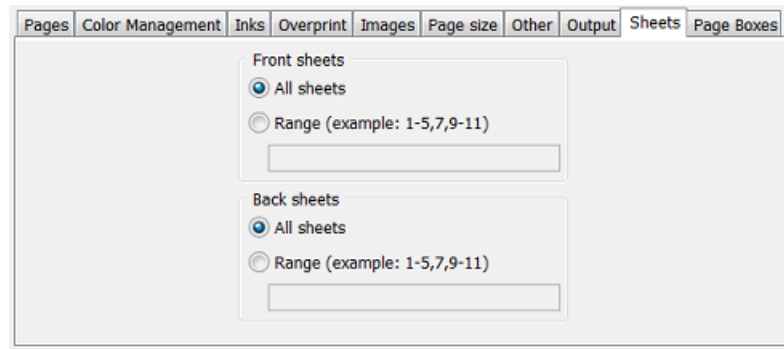 Pages Color Management Inks Overprint Images Page size Other Output Sheets Page Boxes
Front sheets
All sheets
Range (example: 1-5,7,9-11)
Back sheets
All sheets
Range (example: 1-5,7,9-11)